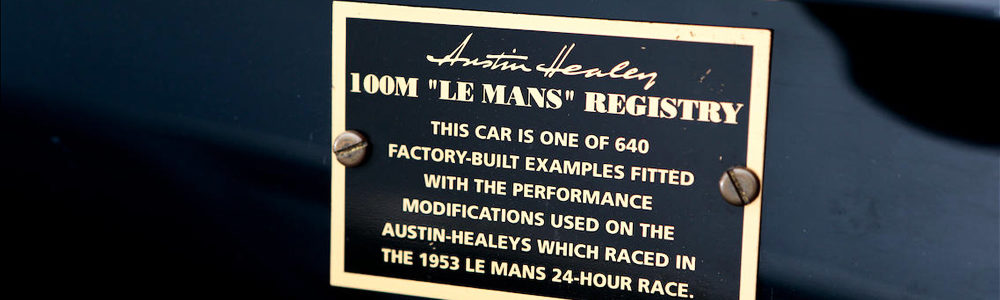 Austin Healey
100M "LE MANS" REGISTRY
THIS CAR IS ONE OF 640
FACTORY-BUILT EXAMPLES FITTED
WITH THE PERFORMANCE
MODIFICATIONS USED ON THE
AUSTIN-HEALEYS WHICH RACED IN
THE 1953 LE MANS 24-HOUR RACE.